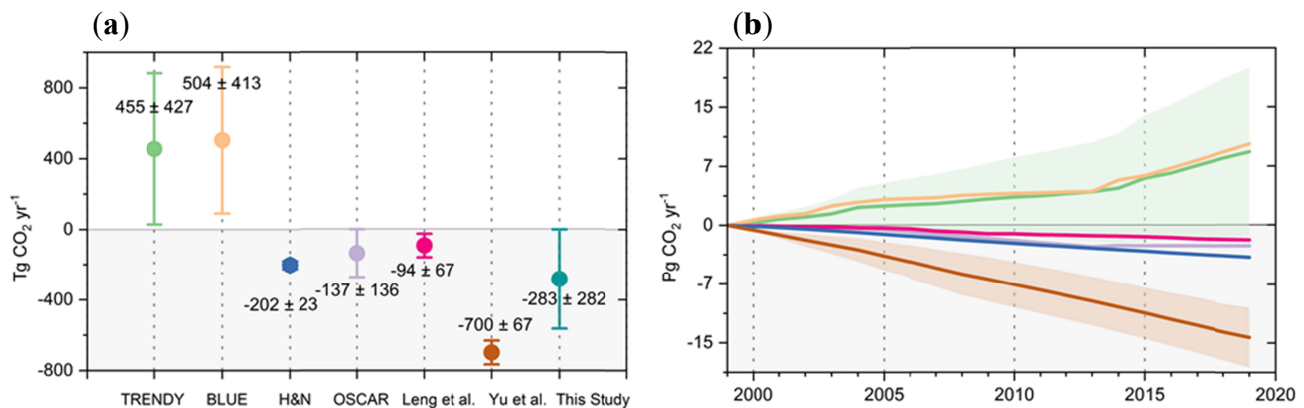 (a)
Tg CO2 yr-1
800
400
0
-400
-800
455 ± 427
504 ± 413
-202 ± 23
-137 ± 136
-94 ± 67
-700 ± 67
-283 ± 282
TRENDY BLUE H&N OSCAR Leng et al. Yu et al. This Study
(b)
Pg CO2 yr-1
22
15
7
0
-7
-15
2000 2005 2010 2015 2020